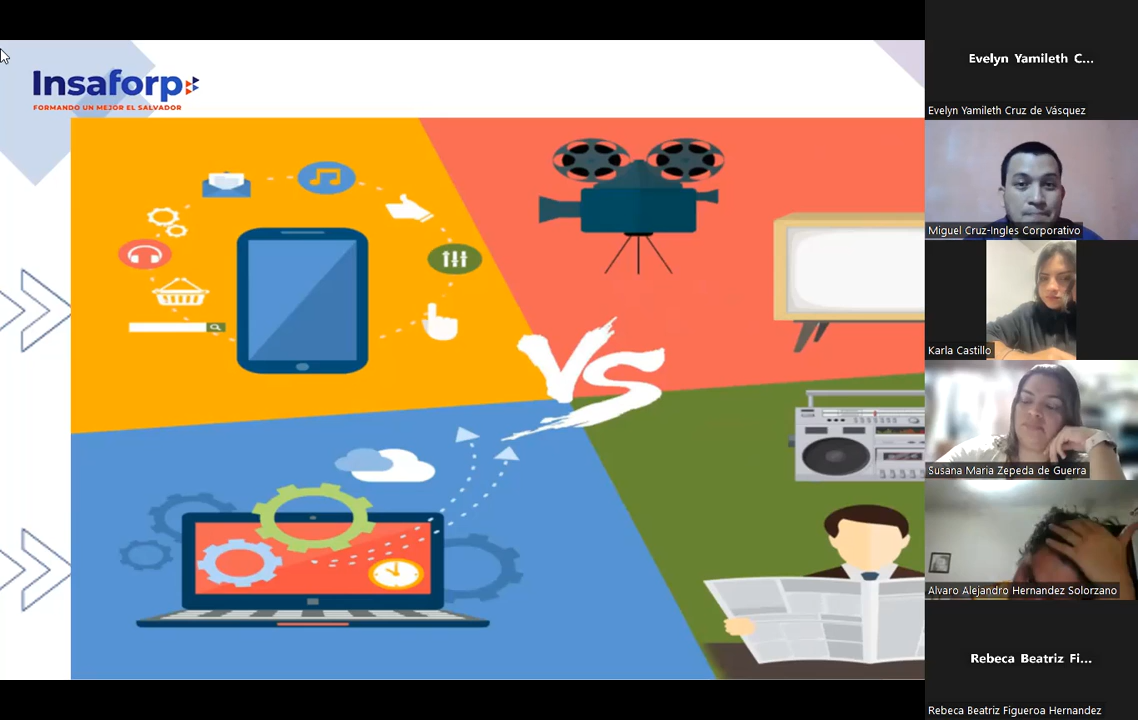 Insaforp
FORMANDO UN MEJOR EL SALVADOR
VS
Evelyn Yamileth C...
Evelyn Yamileth Cruz de Vásquez
Miguel Cruz-Ingles Corporativo
Karla Castillo
Susana Maria Zepeda de Guerra
Alvaro Alejandro Hernandez Solorzano
Rebeca Beatriz Fi...
Rebeca Beatriz Figueroa Hernandez